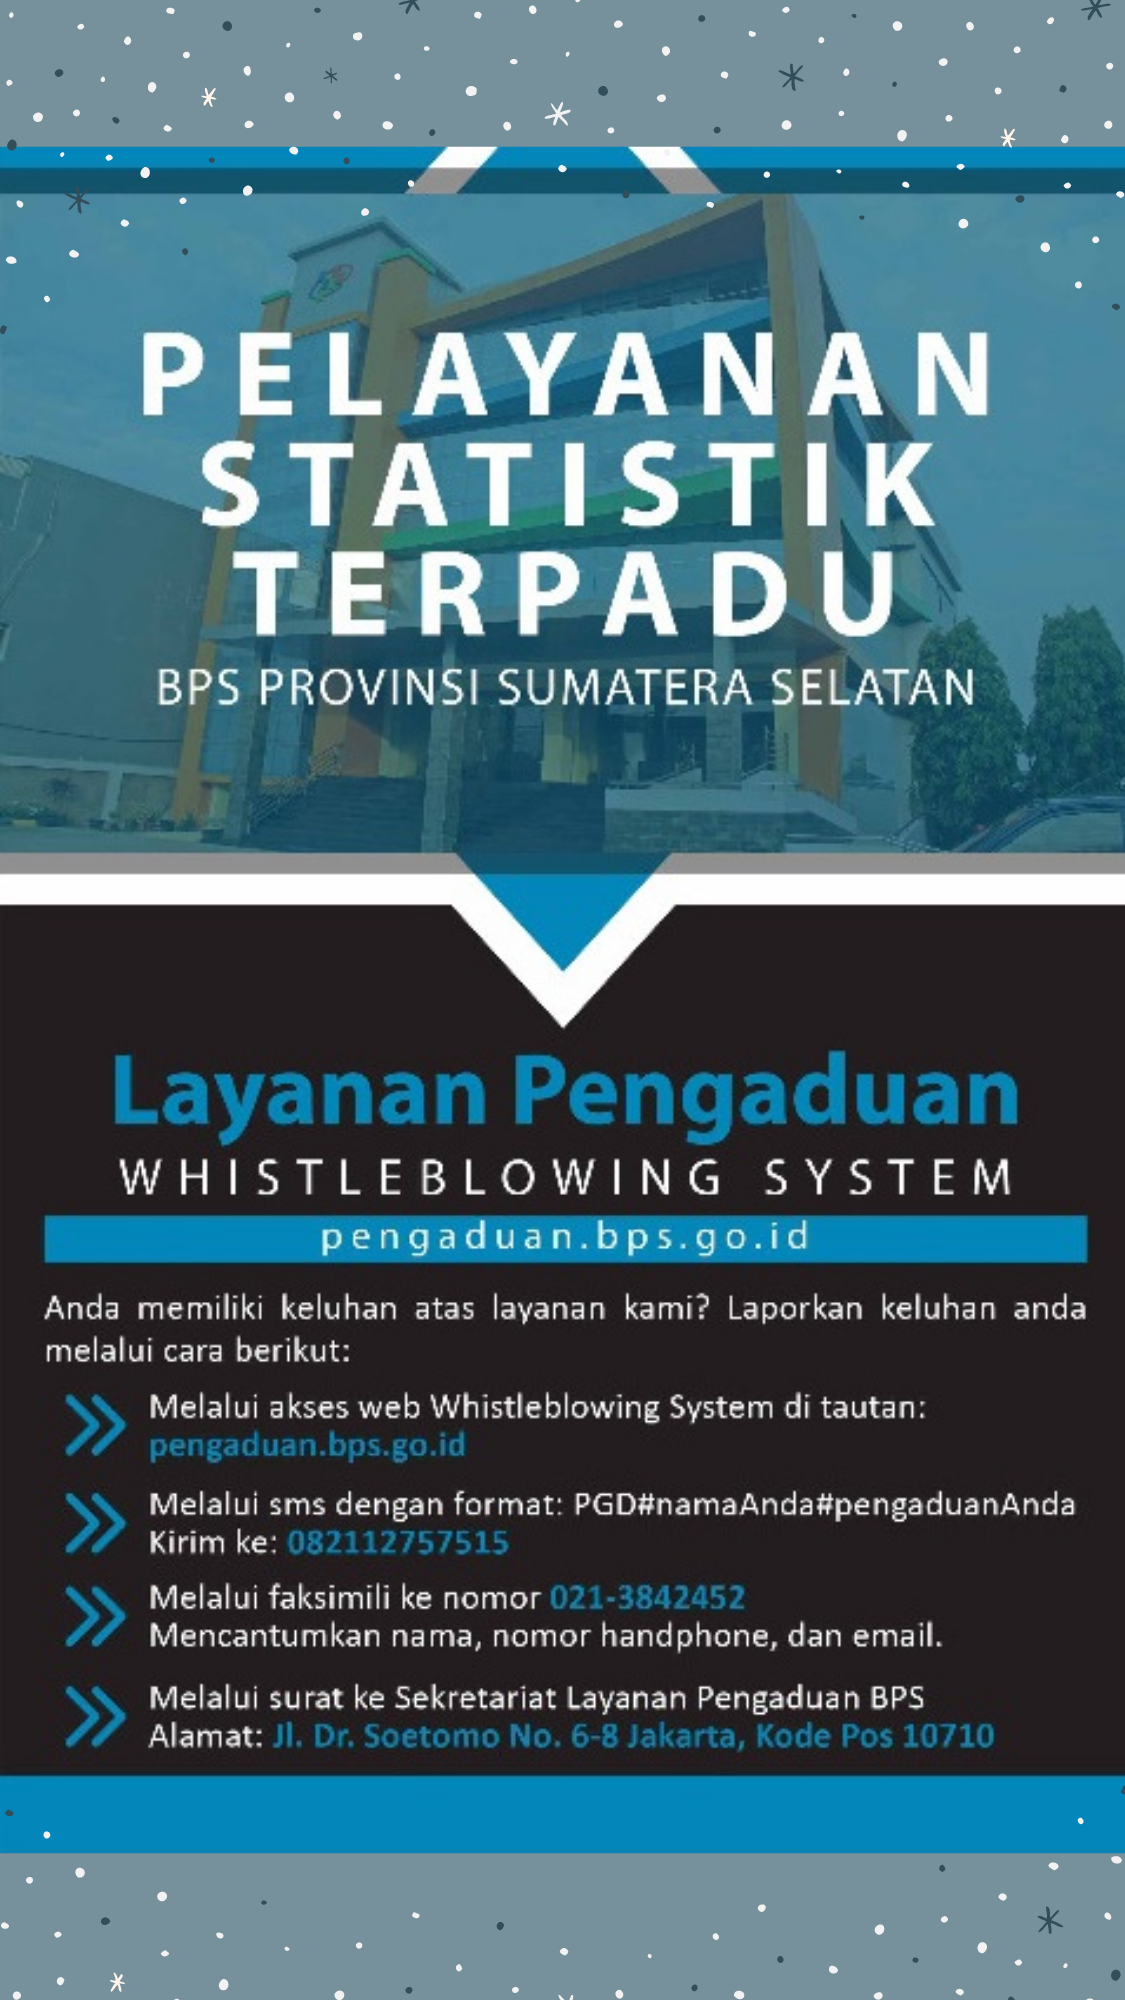 PELAYANAN
STATISTIK
TERPADU
BPS PROVINSI SUMATERA SELATAN
Layanan Pengaduan
WHISTLEBLOWING SYSTEM
pengaduan.bps.go.id
Anda memiliki keluhan atas layanan kami? Laporkan keluhan anda
melalui cara berikut:
Melalui akses web Whistleblowing System di tautan:
pengaduan.bps.go.id
Melalui sms dengan format: PGD#namaAnda#pengaduanAnda
Kirim ke: 082112757515
Melalui faksimili ke nomor 021-3842452
Mencantumkan nama, nomor handphone, dan email.
Melalui surat ke Sekretariat Layanan Pengaduan BPS
Alamat: Jl. Dr. Soetomo No. 6-8 Jakarta, Kode Pos 10710